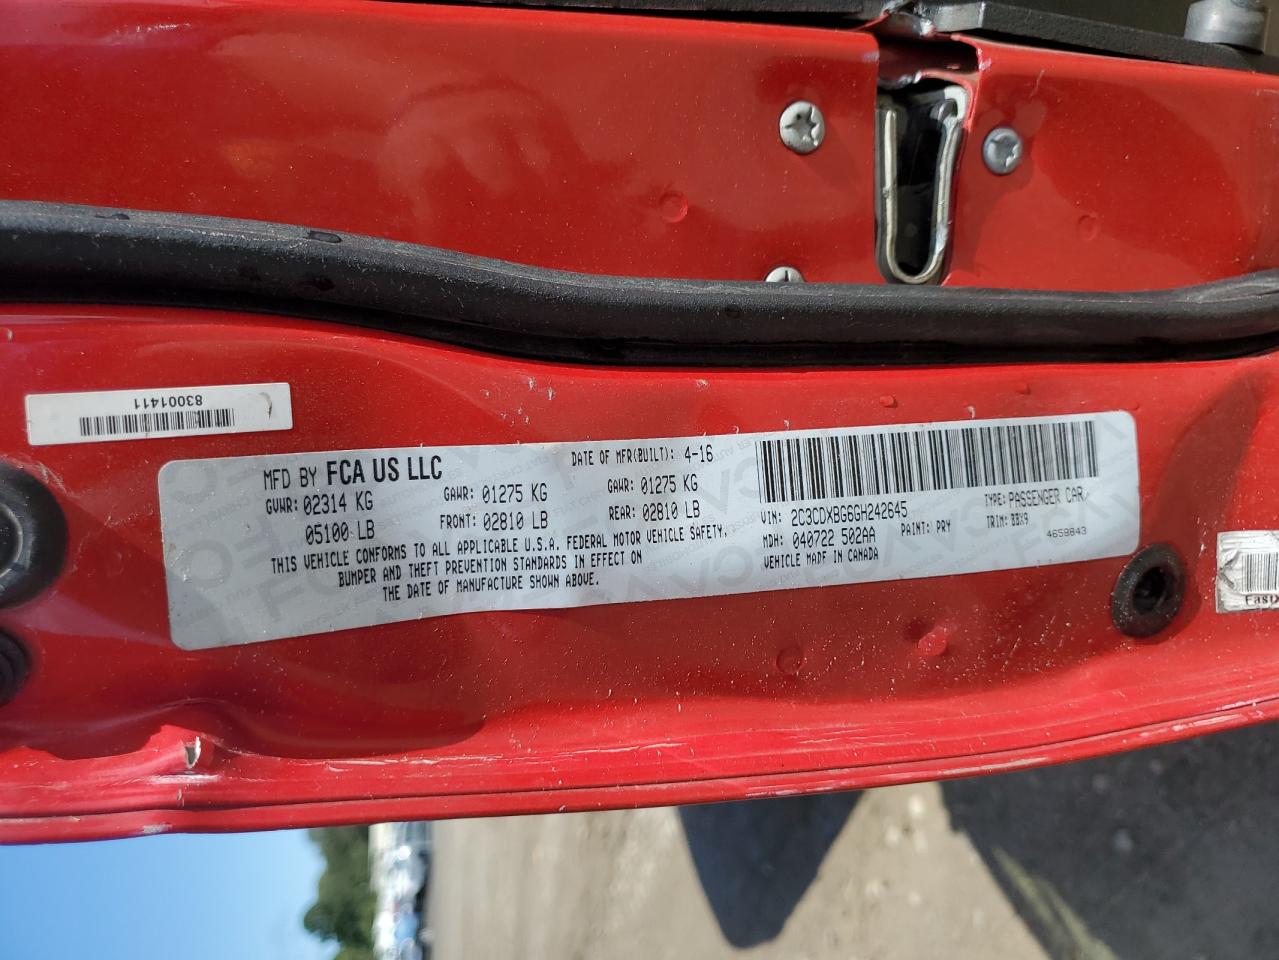 83001411
MFD BY FCA US LLC
DATE OF MFR(BUILT): 4-16
GVWR: 02314 KG
GAWR: 01275 KG
GAWR: 01275 KG
05100 LB
FRONT: 02810 LB
REAR: 02810 LB
THIS VEHICLE CONFORMS TO ALL APPLICABLE U.S.A. FEDERAL MOTOR VEHICLE SAFETY,
BUMPER AND THEFT PREVENTION STANDARDS IN EFFECT ON
THE DATE OF MANUFACTURE SHOWN ABOVE.
VIN: 2C3CDXBG6GH242645
TYPE: PASSENGER CAR
MDH: 040722 502AA
PAINT: PRY
TRIM: BBX9
VEHICLE MADE IN CANADA
4658843